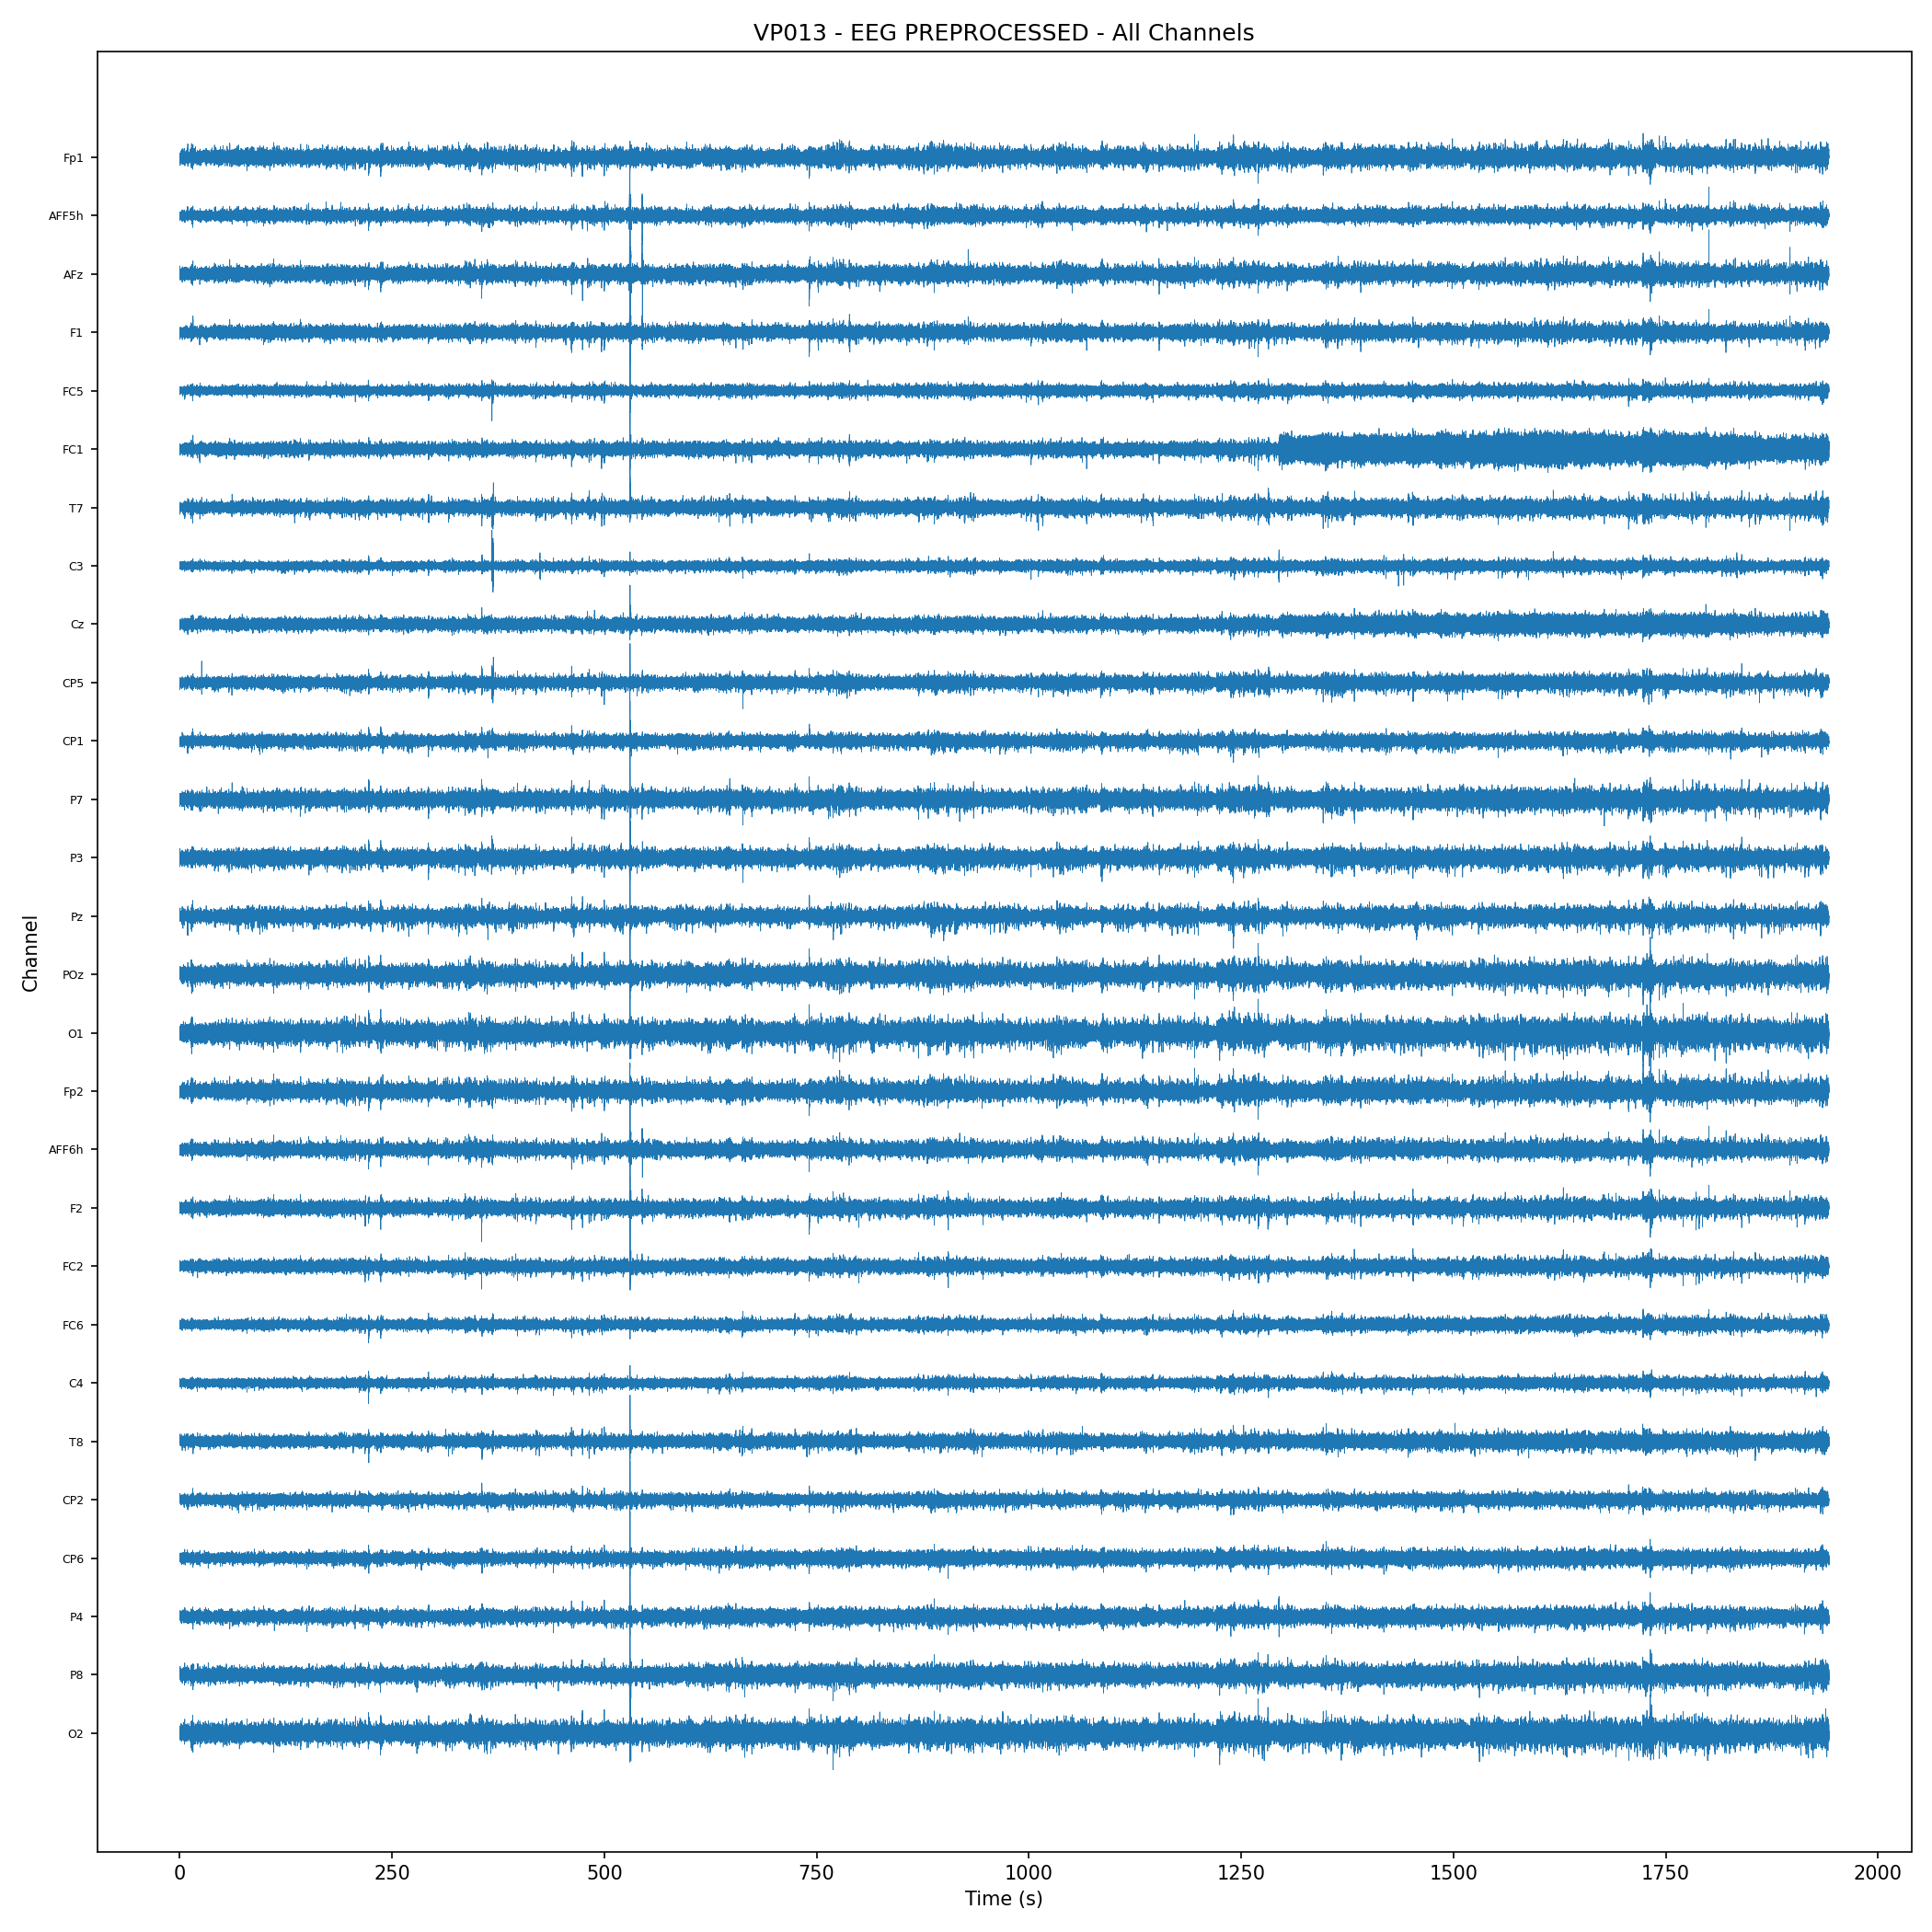 VP013 - EEG PREPROCESSED - All Channels
Fp1
AFF5h
AFz
F1
FC5
FC1
T7
C3
Cz
CP5
CP1
P7
P3
Pz
POz
O1
Fp2
AFF6h
F2
FC2
FC6
C4
T8
CP2
CP6
P4
P8
O2
Channel
0 250 500 750 1000 1250 1500 1750 2000
Time (s)